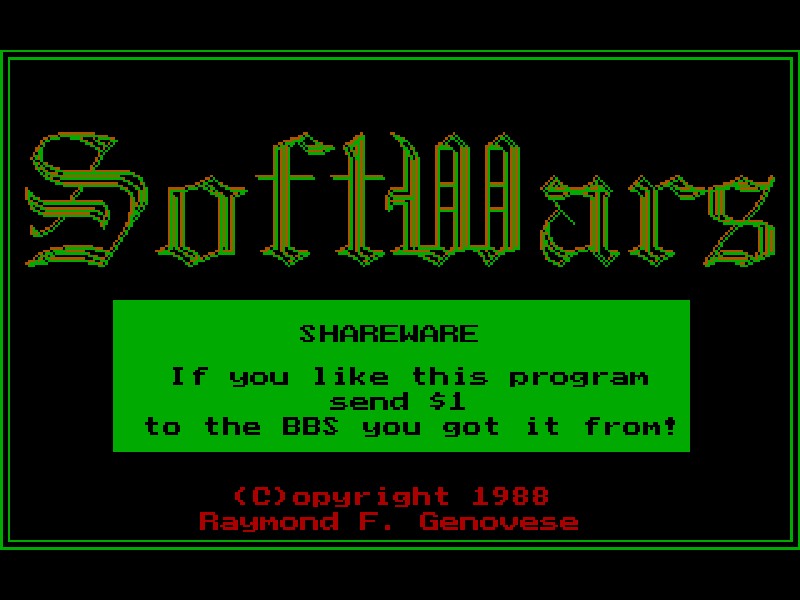 SoftWars
SHAREWARE
If you like this program
send $1
to the BBS you got it from!
(C)opyright 1988
Raymond F. Genovese